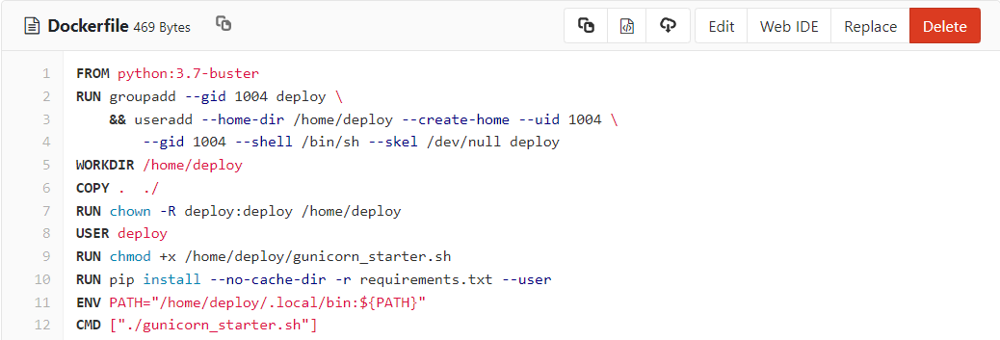 Dockerfile 469 Bytes Edit Web IDE Replace Delete
1 FROM python:3.7-buster
2 RUN groupadd --gid 1004 deploy \
3 && useradd --home-dir /home/deploy --create-home --uid 1004 \
4 --gid 1004 --shell /bin/sh --skel /dev/null deploy
5 WORKDIR /home/deploy
6 COPY . ./
7 RUN chown -R deploy:deploy /home/deploy
8 USER deploy
9 RUN chmod +x /home/deploy/gunicorn_starter.sh
10 RUN pip install --no-cache-dir -r requirements.txt --user
11 ENV PATH="/home/deploy/.local/bin:${PATH}"
12 CMD ["./gunicorn_starter.sh"]